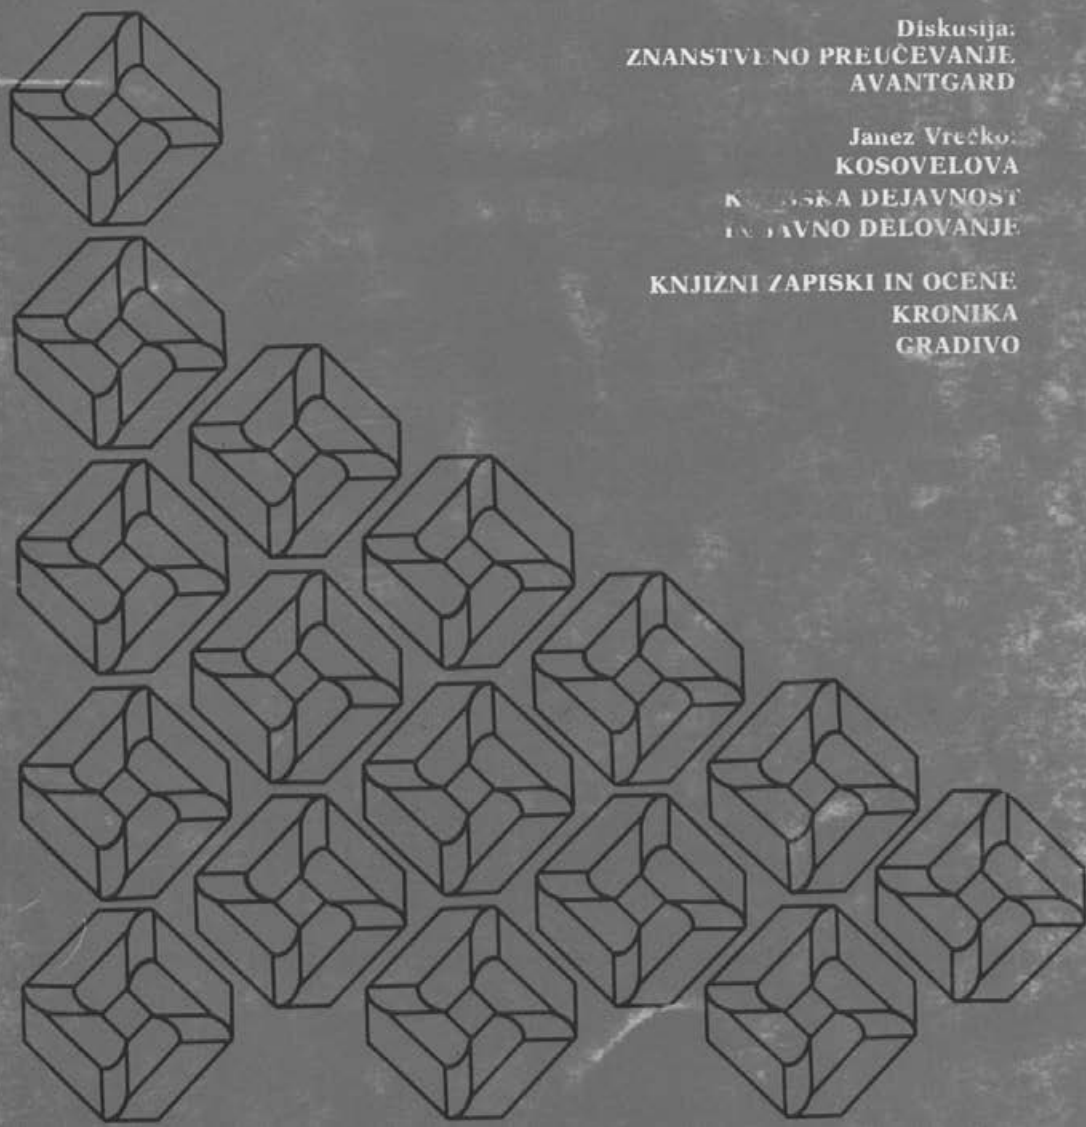 Diskusija:
ZNANSTVENO PREUČEVANJE
AVANTGARD
Janez Vrečko:
KOSOVELOVA
DEJAVNOST
DELOVANJE
KNJIŽNI ZAPISKI IN OCENE
KRONIKA
GRADIVO